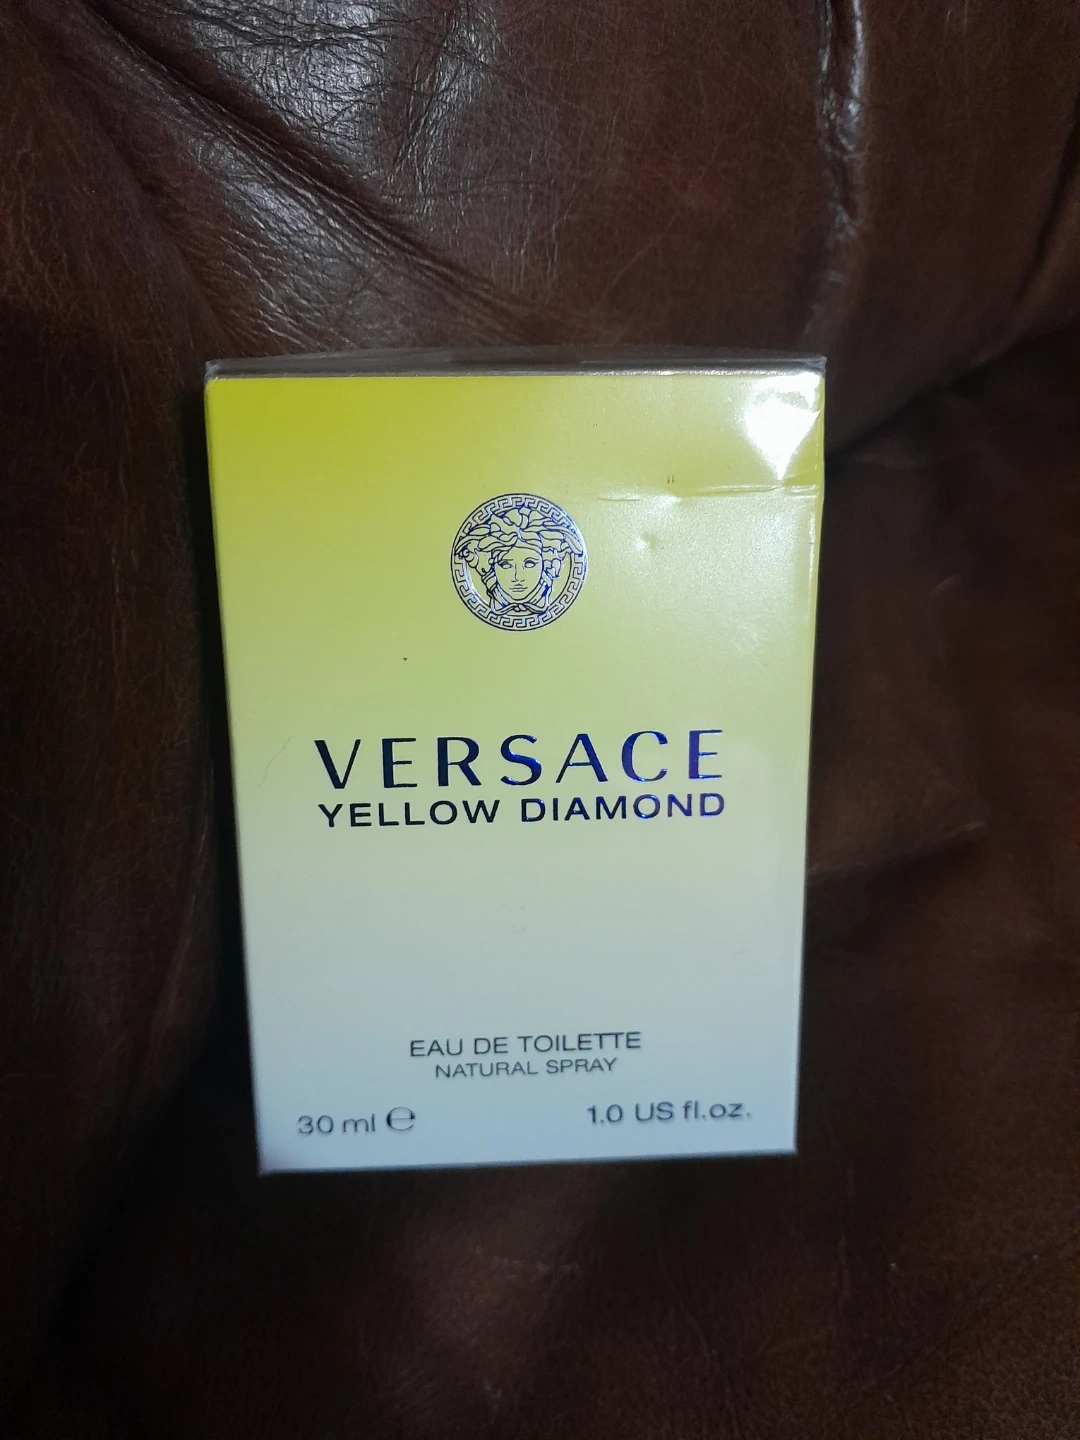 VERSACE
YELLOW DIAMOND
EAU DE TOILETTE
NATURAL SPRAY
30 ml ℮
1.0 US fl.oz.